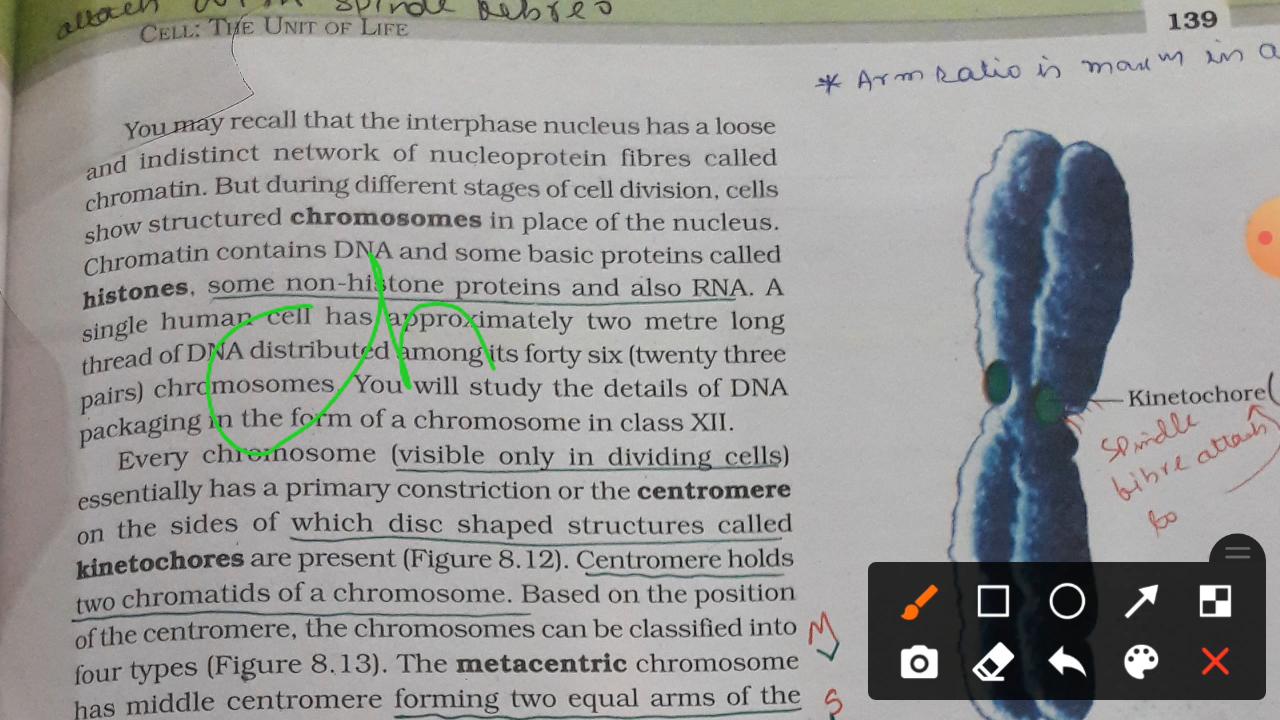 attach with spindle febres
CELL: THE UNIT OF LIFE
139
* Arm Ratio is maxm in a
You may recall that the interphase nucleus has a loose
and indistinct network of nucleoprotein fibres called
chromatin. But during different stages of cell division, cells
show structured chromosomes in place of the nucleus.
Chromatin contains DNA and some basic proteins called
histones, some non-histone proteins and also RNA. A
single human cell has approximately two metre long
thread of DNA distributed among its forty six (twenty three
pairs) chromosomes. You will study the details of DNA
packaging in the form of a chromosome in class XII.
Every chromosome (visible only in dividing cells)
essentially has a primary constriction or the centromere
on the sides of which disc shaped structures called
kinetochores are present (Figure 8.12). Centromere holds
two chromatids of a chromosome. Based on the position
of the centromere, the chromosomes can be classified into
four types (Figure 8.13). The metacentric chromosome
has middle centromere forming two equal arms of the
M
S
Kinetochore(
Spindle
fibre attach
to